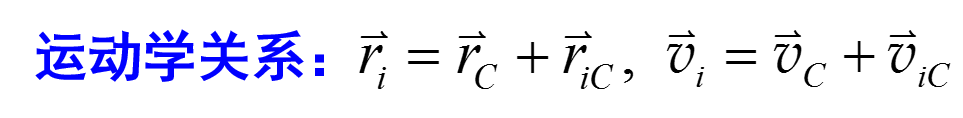 运动学关系：$\vec{r}_i = \vec{r}_C + \vec{r}_{iC}, \ \vec{v}_i = \vec{v}_C + \vec{v}_{iC}$